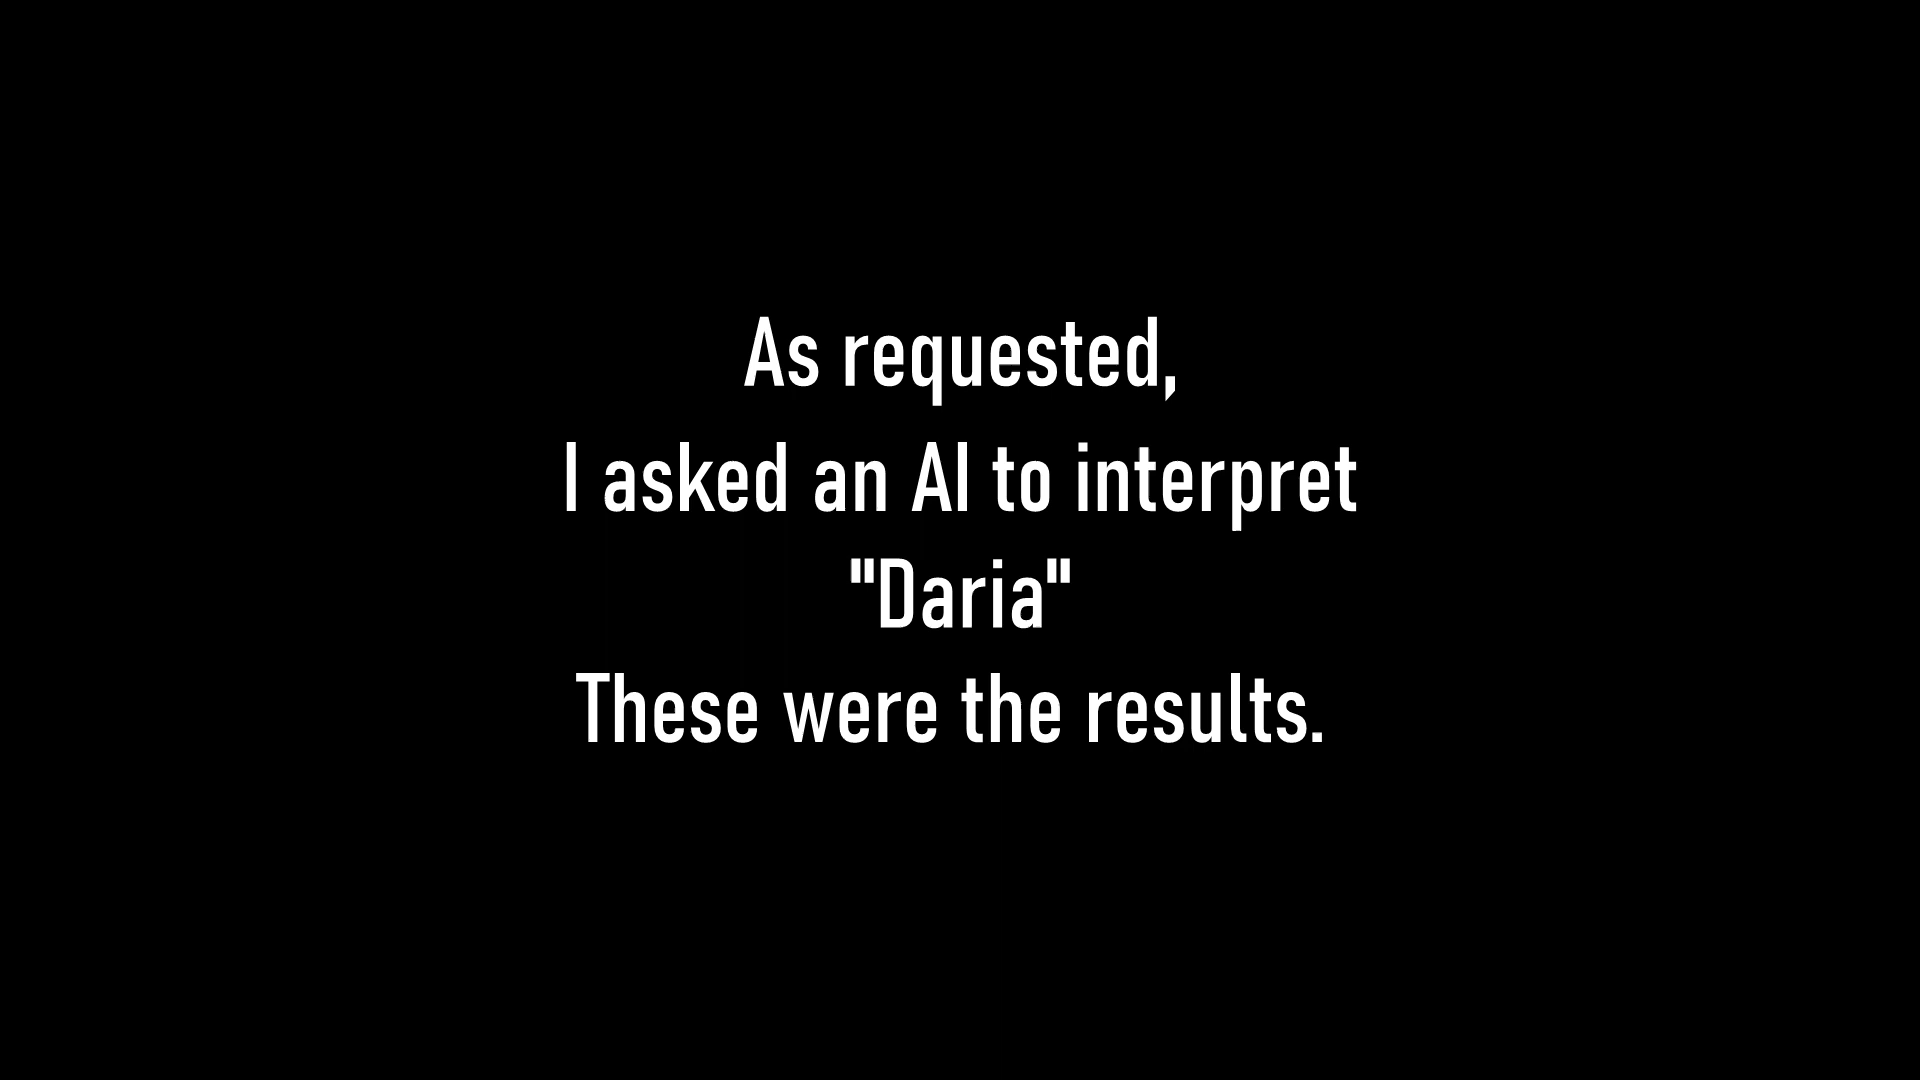 As requested,
I asked an AI to interpret
"Daria"
These were the results.